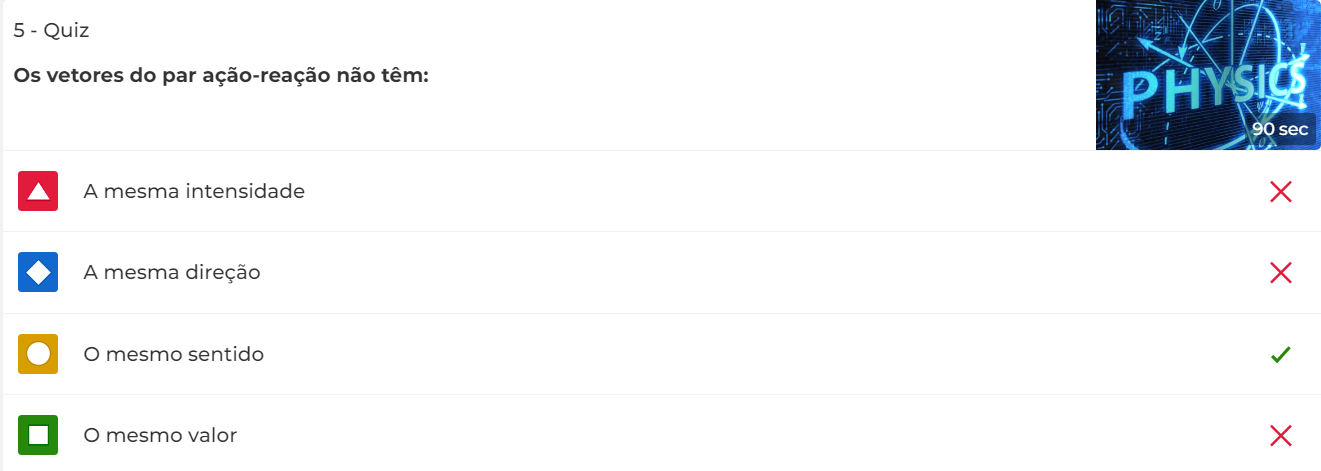 5 - Quiz
Os vetores do par ação-reação não têm:
PHYSICS
90 sec
A mesma intensidade
A mesma direção
O mesmo sentido
O mesmo valor